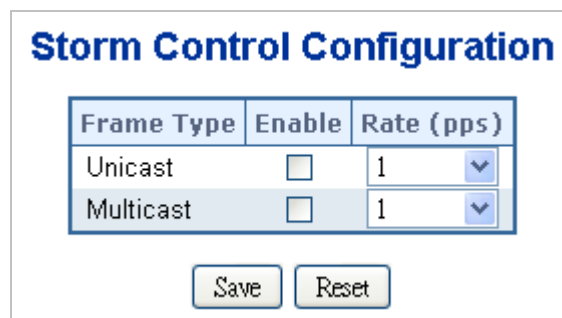 Storm Control Configuration
Frame Type Enable Rate (pps)
Unicast 1
Multicast 1
Save Reset